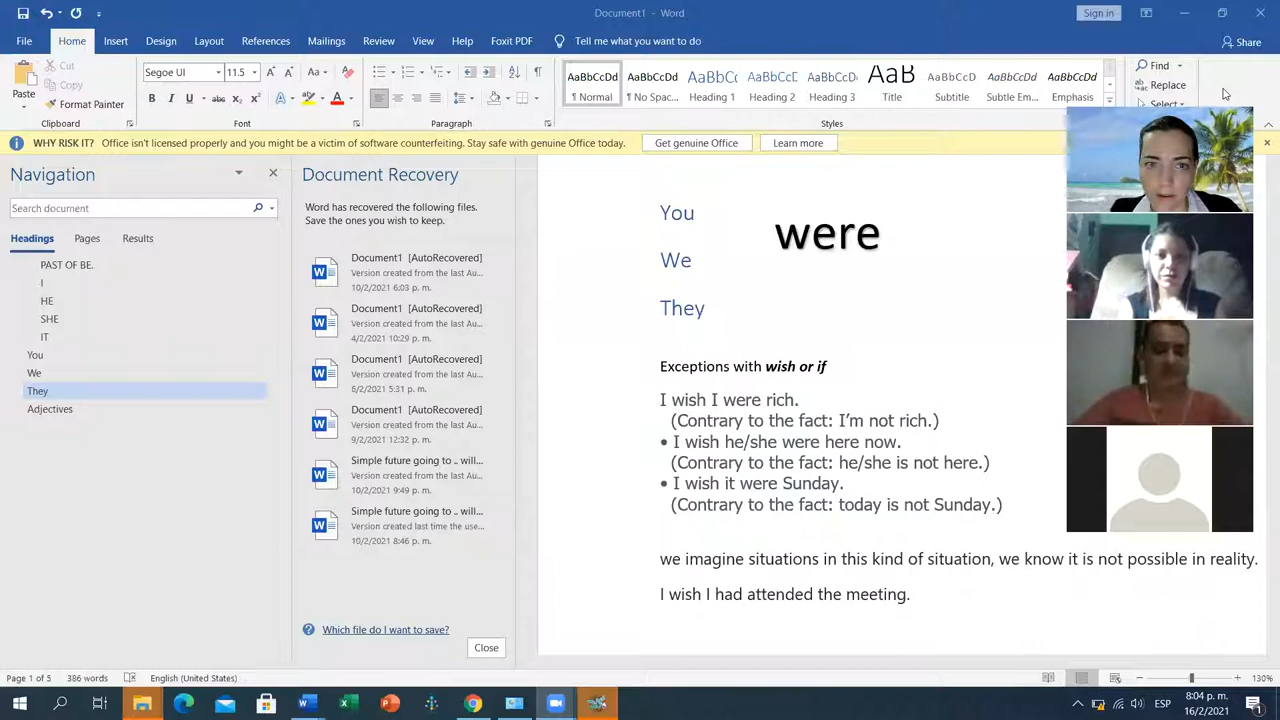 Document1 - Word
Sign in
File Home Insert Design Layout References Mailings Review View Help Foxit PDF Tell me what you want to do
Share
Paste
Cut
Copy
Format Painter
Clipboard
Segoe UI 11.5
Font
Paragraph
AaBbCcDd AaBbCcDd AaBbC( AaBbCcC AaBbCcD AaB AaBbCcD AaBbCcDd AaBbCcDd
¶ Normal ¶ No Spac... Heading 1 Heading 2 Heading 3 Title Subtitle Subtle Em... Emphasis
Styles
Find
Replace
Select
WHY RISK IT? Office isn't licensed properly and you might be a victim of software counterfeiting. Stay safe with genuine Office today.
Get genuine Office
Learn more
Navigation
Search document
Headings Pages Results
PAST OF BE.
I
HE
SHE
IT
You
We
They
Adjectives
Document Recovery
Word has recovered the following files.
Save the ones you wish to keep.
Document1 [AutoRecovered]
Version created from the last Au...
10/2/2021 6:03 p. m.
Document1 [AutoRecovered]
Version created from the last Au...
4/2/2021 10:29 p. m.
Document1 [AutoRecovered]
Version created from the last Au...
6/2/2021 5:31 p. m.
Document1 [AutoRecovered]
Version created from the last Au...
9/2/2021 12:32 p. m.
Simple future going to .. will...
Version created from the last Au...
10/2/2021 9:49 p. m.
Simple future going to .. will...
Version created last time the use...
10/2/2021 8:46 p. m.
Which file do I want to save?
Close
You
were
We
They
Exceptions with wish or if
I wish I were rich.
(Contrary to the fact: I'm not rich.)
• I wish he/she were here now.
(Contrary to the fact: he/she is not here.)
• I wish it were Sunday.
(Contrary to the fact: today is not Sunday.)
we imagine situations in this kind of situation, we know it is not possible in reality.
I wish I had attended the meeting.
Page 1 of 5 386 words English (United States)
130%
ESP
8:04 p. m.
16/2/2021